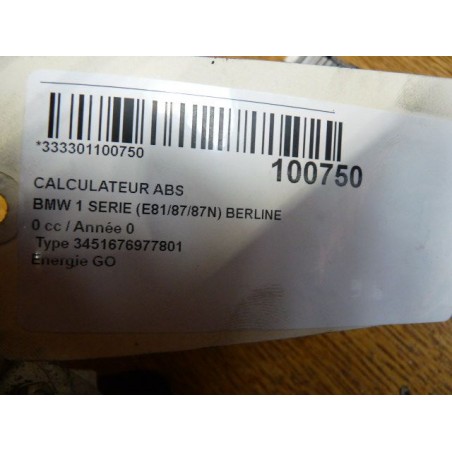 *333301100750
100750
CALCULATEUR ABS
BMW 1 SERIE (E81/87/87N) BERLINE
0 cc / Année 0
Type 3451676977801
Energie GO